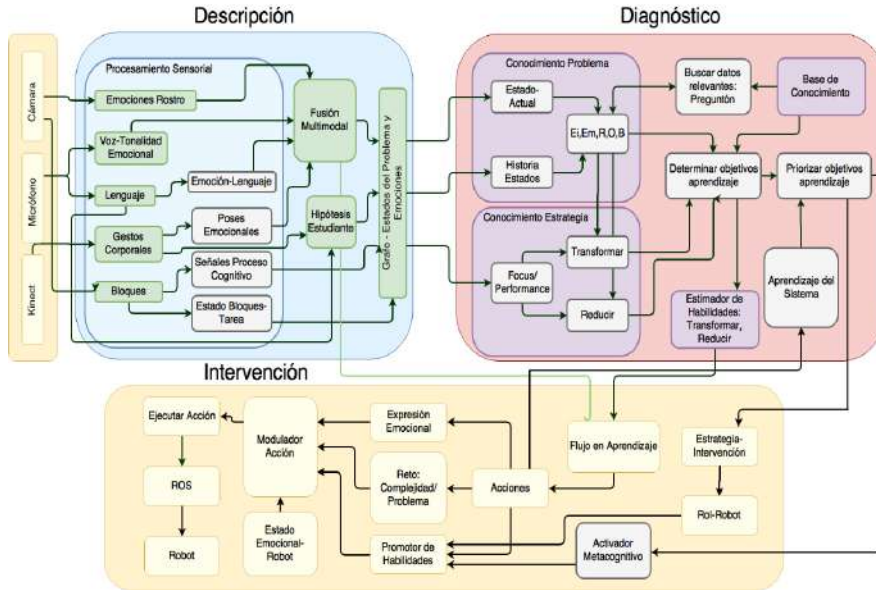 Descripción
Diagnóstico
Cámara
Micrófono
Kinect
Procesamiento Sensorial
Emociones Rostro
Voz-Tonalidad
Emocional
Lenguaje
Emoción-Lenguaje
Gestos
Corporales
Poses
Emocionales
Bloques
Señales Proceso
Cognitivo
Estado Bloques-
Tarea
Fusión
Multimodal
Hipótesis
Estudiante
Grafo - Estados del Problema y
Emociones
Conocimiento Problema
Estado-
Actual
Historia
Estados
Ei,Em,R,O,B
Conocimiento Estrategia
Focus/
Performance
Transformar
Reducir
Buscar datos
relevantes:
Preguntón
Base de
Conocimiento
Determinar objetivos
aprendizaje
Priorizar objetivos
aprendizaje
Estimador de
Habilidades:
Transformar,
Reducir
Aprendizaje del
Sistema
Intervención
Ejecutar Acción
ROS
Robot
Modulador
Acción
Estado
Emocional-
Robot
Expresión
Emocional
Reto:
Complejidad/
Problema
Promotor de
Habilidades
Acciones
Flujo en Aprendizaje
Estrategia-
Intervención
Rol-Robot
Activador
Metacognitivo